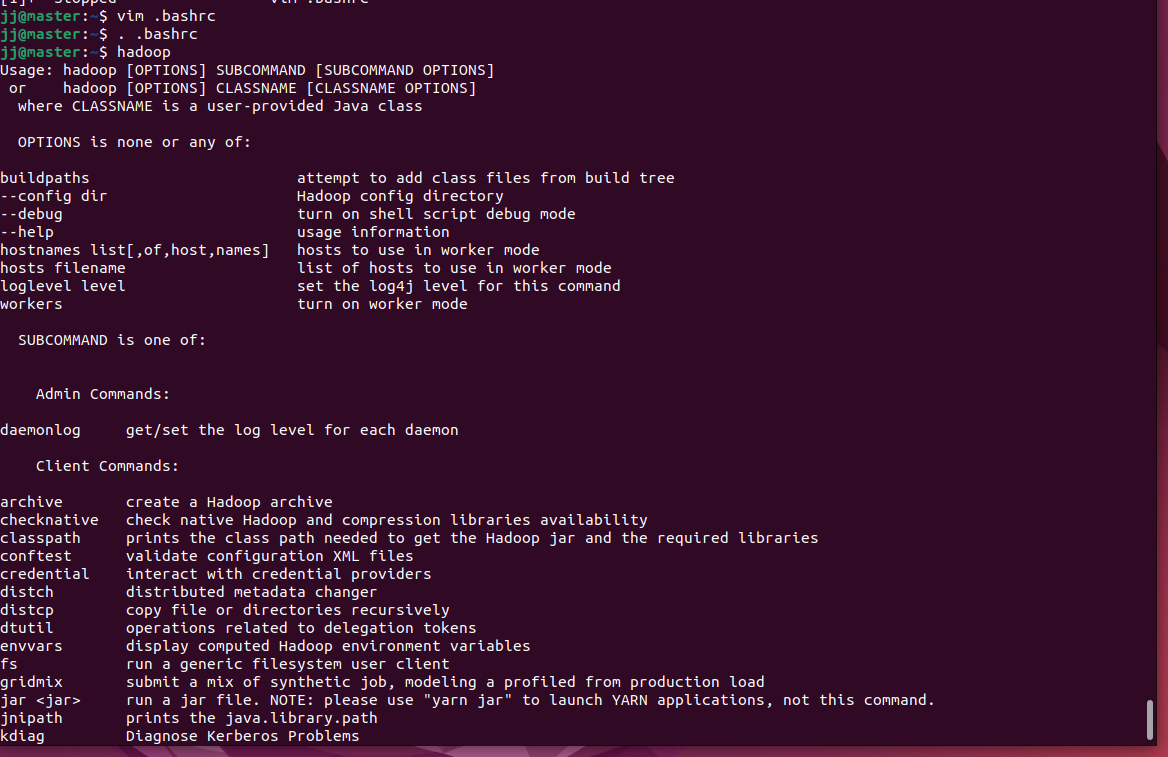 [1]+  Stopped                 vim .bashrc
jj@master:~$ vim .bashrc
jj@master:~$ . .bashrc
jj@master:~$ hadoop
Usage: hadoop [OPTIONS] SUBCOMMAND [SUBCOMMAND OPTIONS]
 or    hadoop [OPTIONS] CLASSNAME [CLASSNAME OPTIONS]
  where CLASSNAME is a user-provided Java class

  OPTIONS is none or any of:

buildpaths                       attempt to add class files from build tree
--config dir                     Hadoop config directory
--debug                          turn on shell script debug mode
--help                           usage information
hostnames list[,of,host,names]   hosts to use in worker mode
hosts filename                   list of hosts to use in worker mode
loglevel level                   set the log4j level for this command
workers                          turn on worker mode

  SUBCOMMAND is one of:


    Admin Commands:

daemonlog     get/set the log level for each daemon

    Client Commands:

archive       create a Hadoop archive
checknative   check native Hadoop and compression libraries availability
classpath     prints the class path needed to get the Hadoop jar and the required libraries
conftest      validate configuration XML files
credential    interact with credential providers
distch        distributed metadata changer
distcp        copy file or directories recursively
dtutil        operations related to delegation tokens
envvars       display computed Hadoop environment variables
fs            run a generic filesystem user client
gridmix       submit a mix of synthetic job, modeling a profiled from production load
jar <jar>     run a jar file. NOTE: please use "yarn jar" to launch YARN applications, not this command.
jnipath       prints the java.library.path
kdiag         Diagnose Kerberos Problems